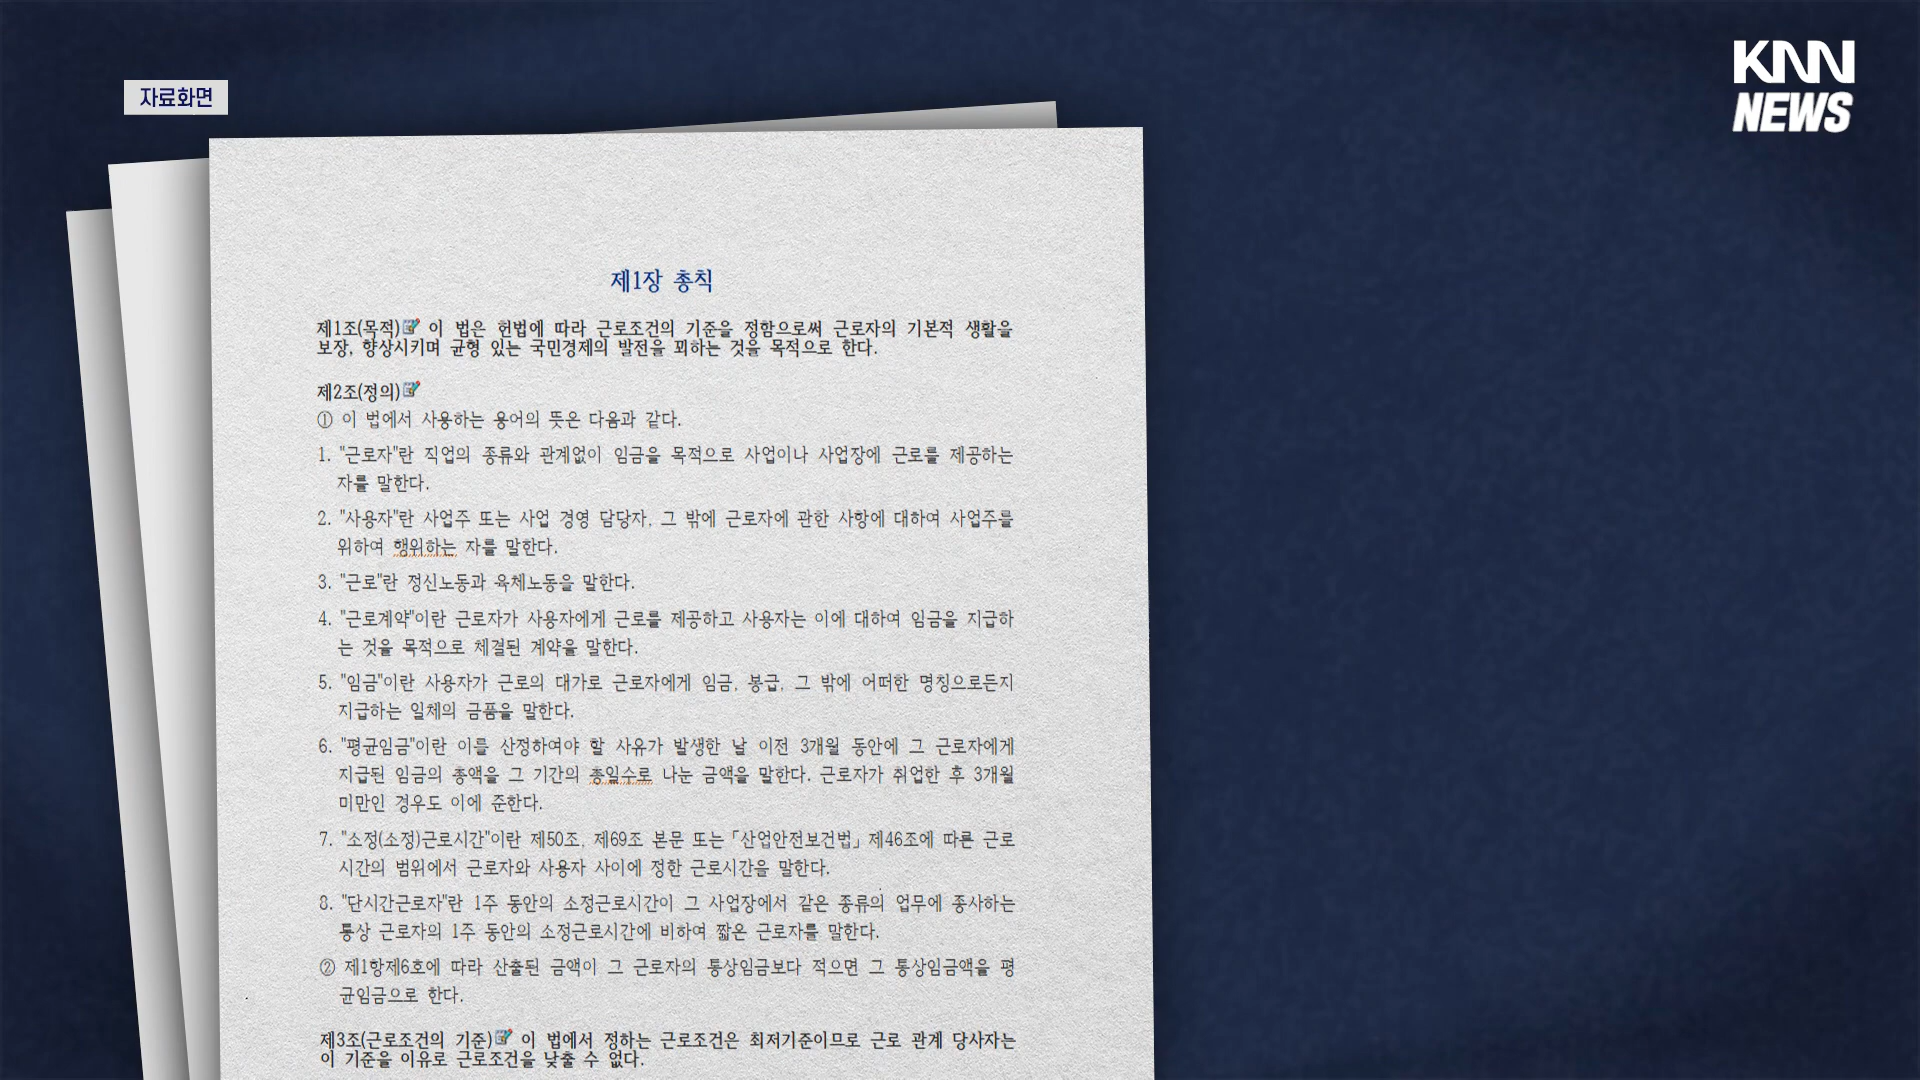 자료화면
KNN
NEWS
제1장 총칙
제1조(목적) 이 법은 헌법에 따라 근로조건의 기준을 정함으로써 근로자의 기본적 생활을
보장, 향상시키며 균형 있는 국민경제의 발전을 꾀하는 것을 목적으로 한다.
제2조(정의)
① 이 법에서 사용하는 용어의 뜻은 다음과 같다.
1. "근로자"란 직업의 종류와 관계없이 임금을 목적으로 사업이나 사업장에 근로를 제공하는
자를 말한다.
2. "사용자"란 사업주 또는 사업 경영 담당자, 그 밖에 근로자에 관한 사항에 대하여 사업주를
위하여 행위하는 자를 말한다.
3. "근로"란 정신노동과 육체노동을 말한다.
4. "근로계약"이란 근로자가 사용자에게 근로를 제공하고 사용자는 이에 대하여 임금을 지급하
는 것을 목적으로 체결된 계약을 말한다.
5. "임금"이란 사용자가 근로의 대가로 근로자에게 임금, 봉급, 그 밖에 어떠한 명칭으로든지
지급하는 일체의 금품을 말한다.
6. "평균임금"이란 이를 산정하여야 할 사유가 발생한 날 이전 3개월 동안에 그 근로자에게
지급된 임금의 총액을 그 기간의 총일수로 나눈 금액을 말한다. 근로자가 취업한 후 3개월
미만인 경우도 이에 준한다.
7. "소정(소정)근로시간"이란 제50조, 제69조 본문 또는 「산업안전보건법」 제46조에 따른 근로
시간의 범위에서 근로자와 사용자 사이에 정한 근로시간을 말한다.
8. "단시간근로자"란 1주 동안의 소정근로시간이 그 사업장에서 같은 종류의 업무에 종사하는
통상 근로자의 1주 동안의 소정근로시간에 비하여 짧은 근로자를 말한다.
② 제1항제6호에 따라 산출된 금액이 그 근로자의 통상임금보다 적으면 그 통상임금액을 평
균임금으로 한다.
제3조(근로조건의 기준) 이 법에서 정하는 근로조건은 최저기준이므로 근로 관계 당사자는
이 기준을 이유로 근로조건을 낮출 수 없다.